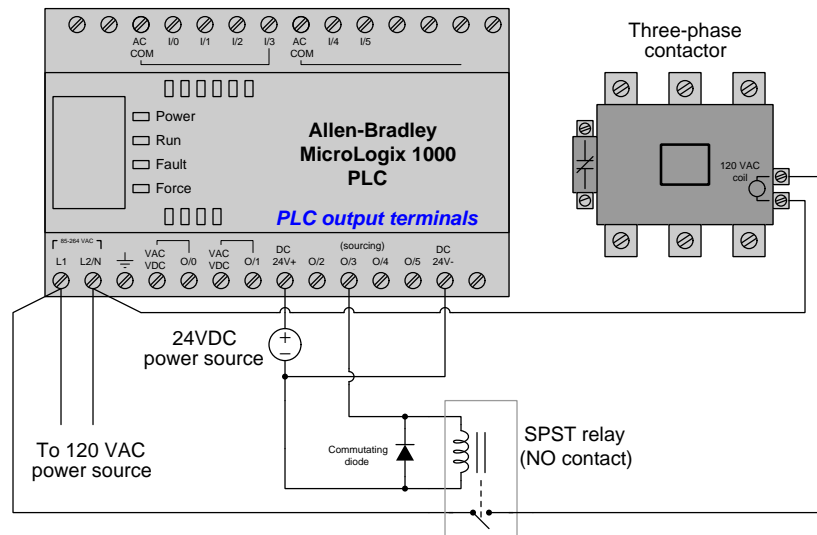 AC
COM
I/0
I/1
I/2
I/3
AC
COM
I/4
I/5
Three-phase
contactor
Power
Run
Fault
Force
Allen-Bradley
MicroLogix 1000
PLC
PLC output terminals
120 VAC
coil
85-264 VAC
L1
L2/N
VAC
VDC
O/0
VAC
VDC
O/1
DC
24V+
O/2
(sourcing)
O/3
O/4
O/5
DC
24V-
24VDC
power source
+
−
To 120 VAC
power source
Commutating
diode
SPST relay
(NO contact)